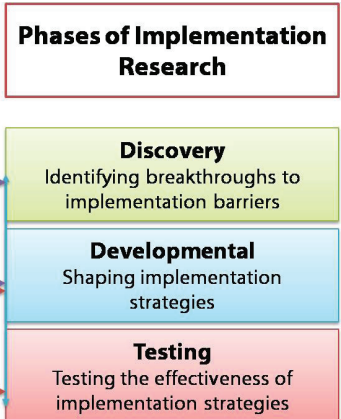 Phases of Implementation
Research
Discovery
Identifying breakthroughs to
implementation barriers
Developmental
Shaping implementation
strategies
Testing
Testing the effectiveness of
implementation strategies